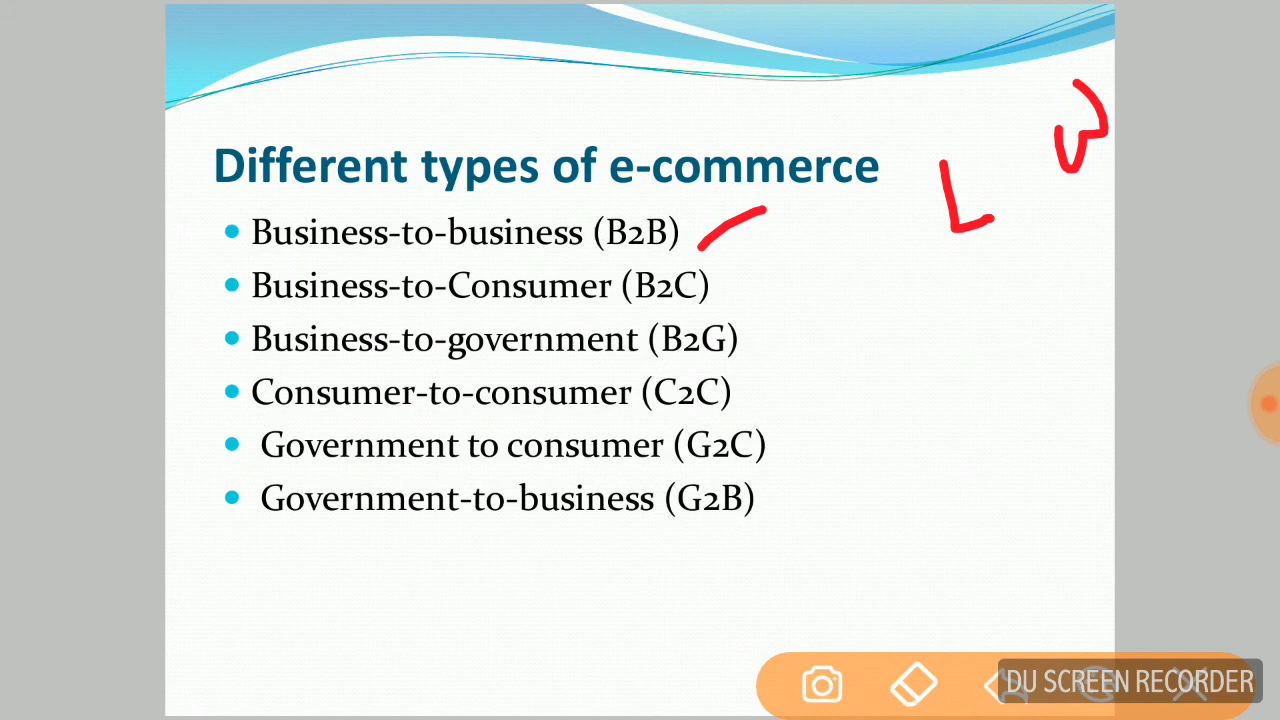 Different types of e-commerce
Business-to-business (B2B)
Business-to-Consumer (B2C)
Business-to-government (B2G)
Consumer-to-consumer (C2C)
Government to consumer (G2C)
Government-to-business (G2B)
DU SCREEN RECORDER